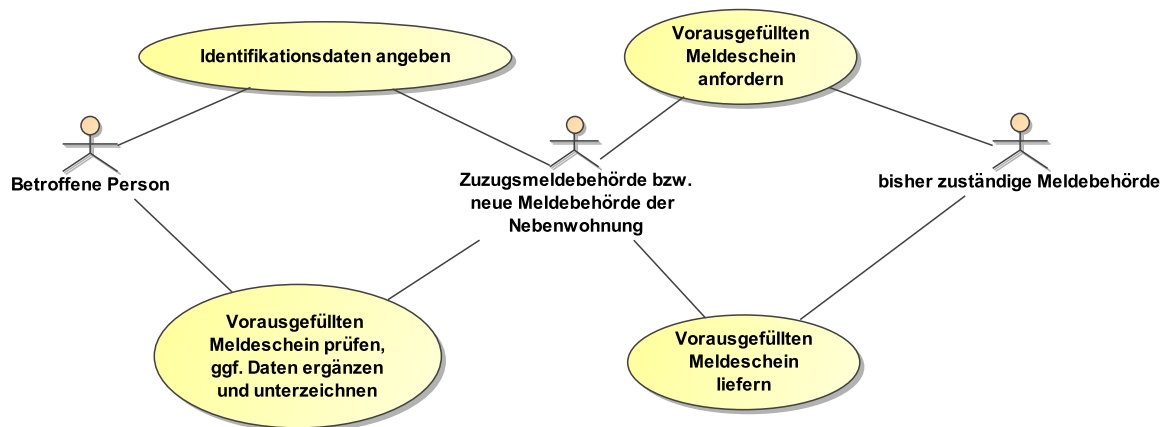 Identifikationsdaten angeben
Vorausgefüllten
Meldeschein
anfordern
Betroffene Person
Zuzugsmeldebehörde bzw.
neue Meldebehörde der
Nebenwohnung
bisher zuständige Meldebehörde
Vorausgefüllten
Meldeschein prüfen,
ggf. Daten ergänzen
und unterzeichnen
Vorausgefüllten
Meldeschein
liefern